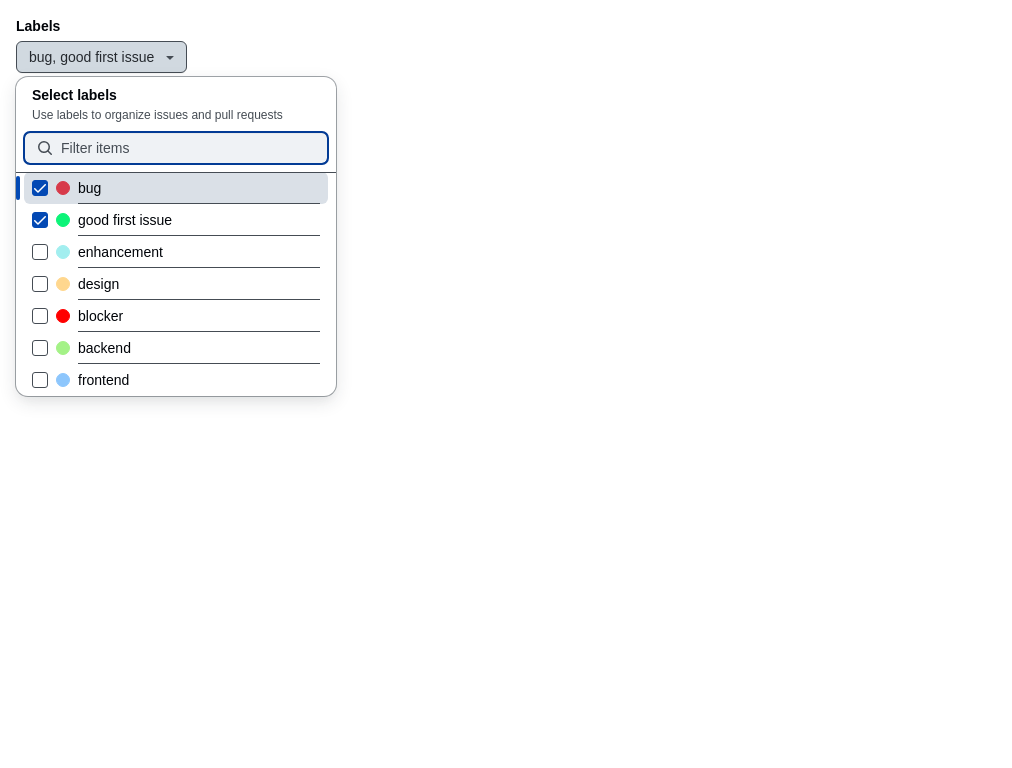 Labels
bug, good first issue
Select labels
Use labels to organize issues and pull requests
Filter items
bug
good first issue
enhancement
design
blocker
backend
frontend